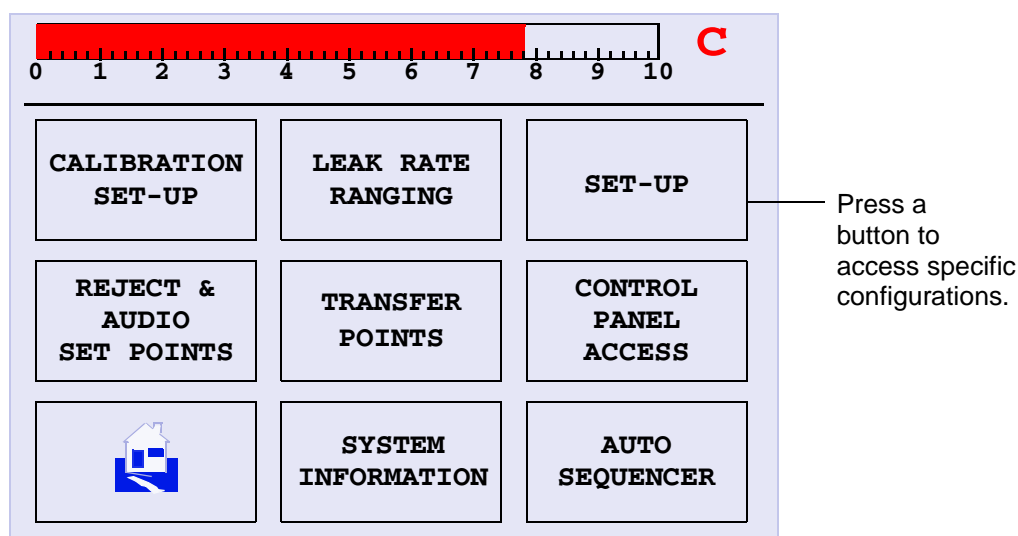 C
0 1 2 3 4 5 6 7 8 9 10
CALIBRATION
SET-UP
LEAK RATE
RANGING
SET-UP
Press a
button to
access specific
configurations.
REJECT &
AUDIO
SET POINTS
TRANSFER
POINTS
CONTROL
PANEL
ACCESS
SYSTEM
INFORMATION
AUTO
SEQUENCER